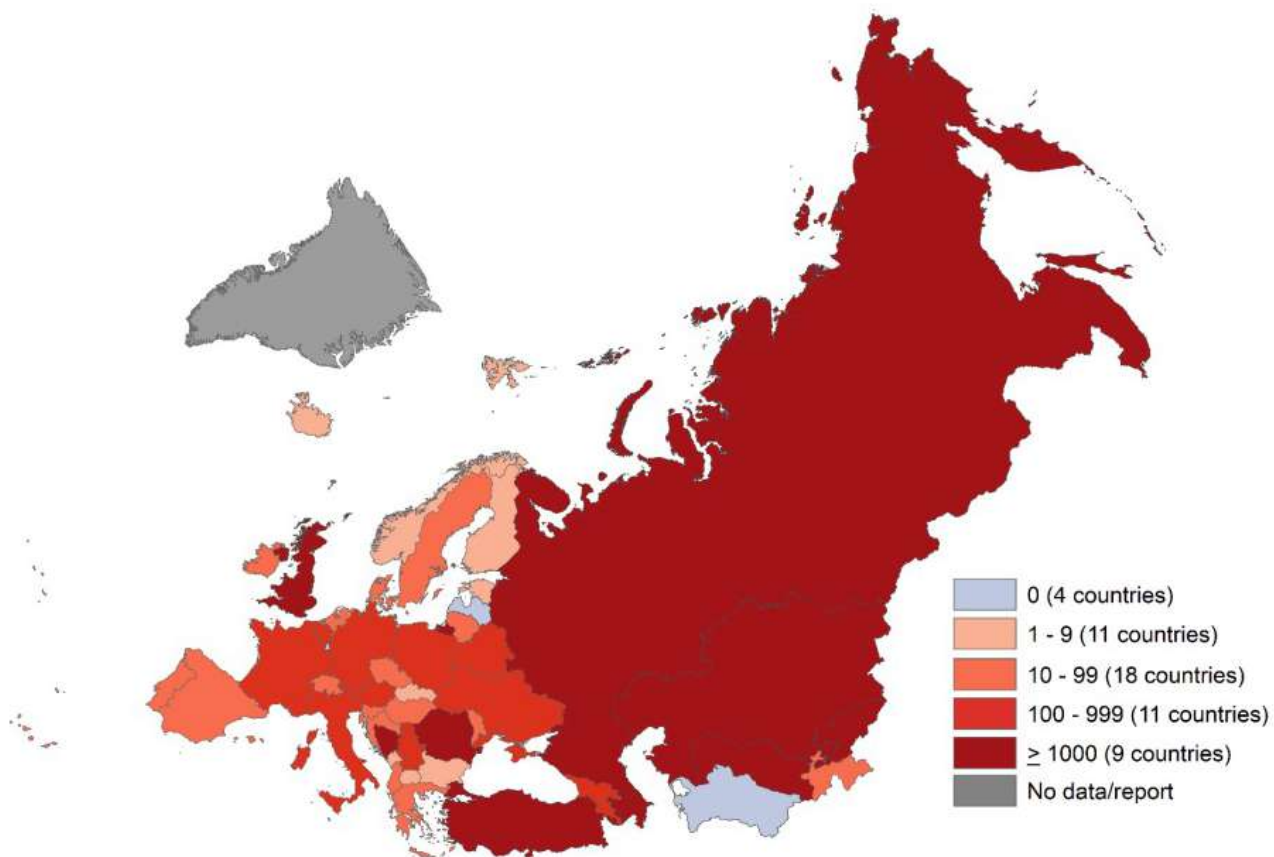 0 (4 countries)
1 - 9 (11 countries)
10 - 99 (18 countries)
100 - 999 (11 countries)
≥ 1000 (9 countries)
No data/report